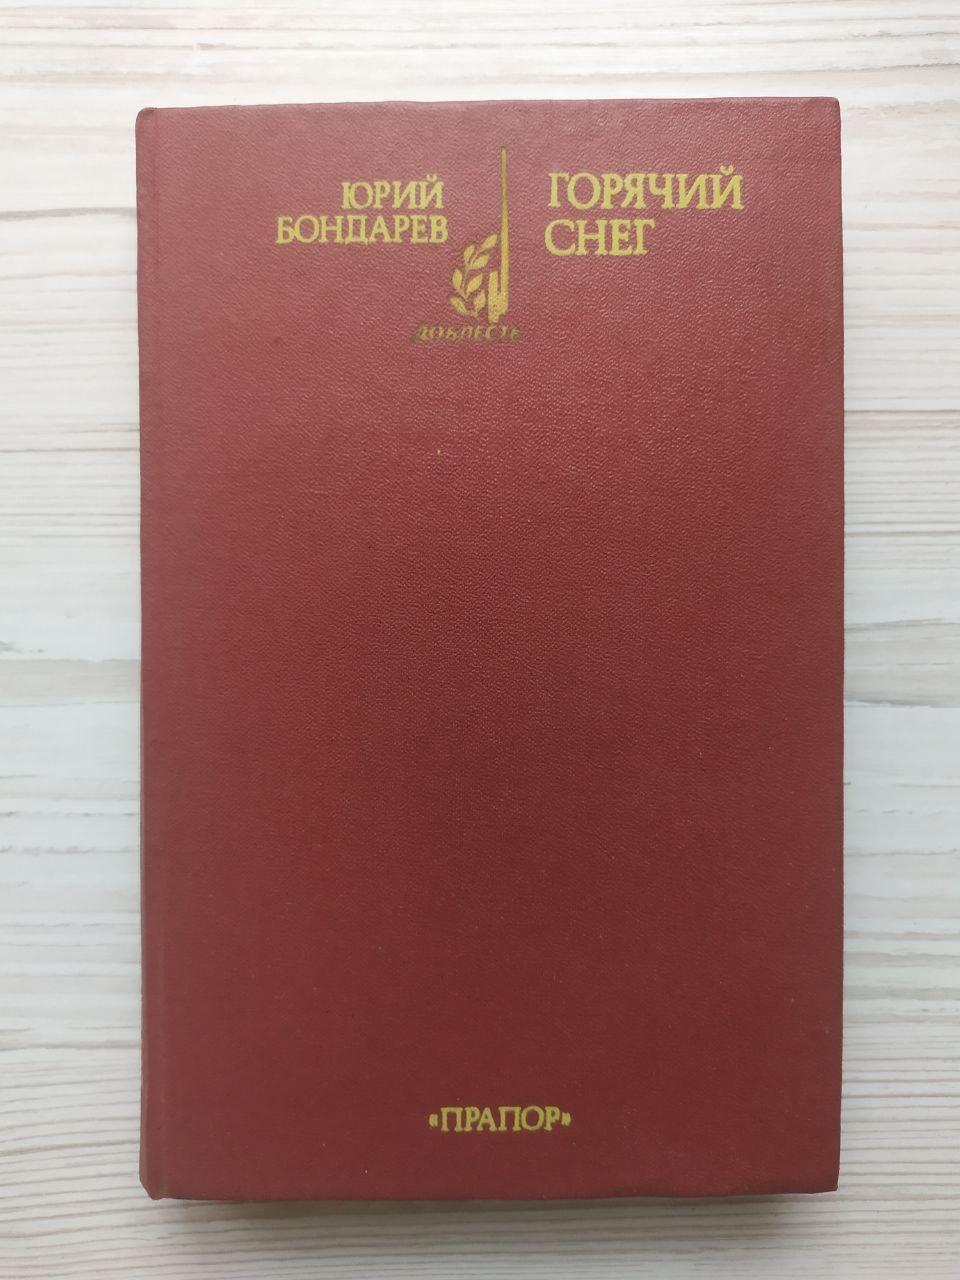 ЮРИЙ
БОНДАРЕВ
ГОРЯЧИЙ
СНЕГ
ДОБЛЕСТЬ
«ПРАПОР»